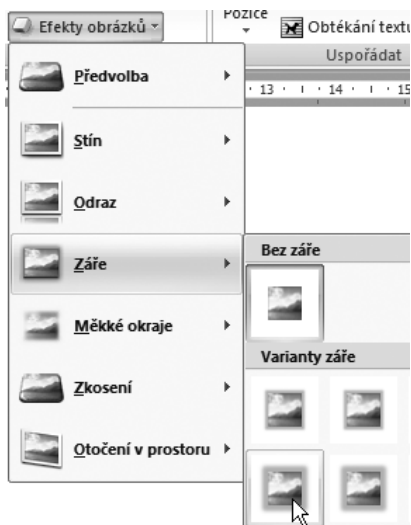 Efekty obrázků
Pozice
Obtékání textu
Uspořádat
Předvolba
13 14 15
Stín
Odraz
Záře
Bez záře
Měkké okraje
Varianty záře
Zkosení
Otočení v prostoru